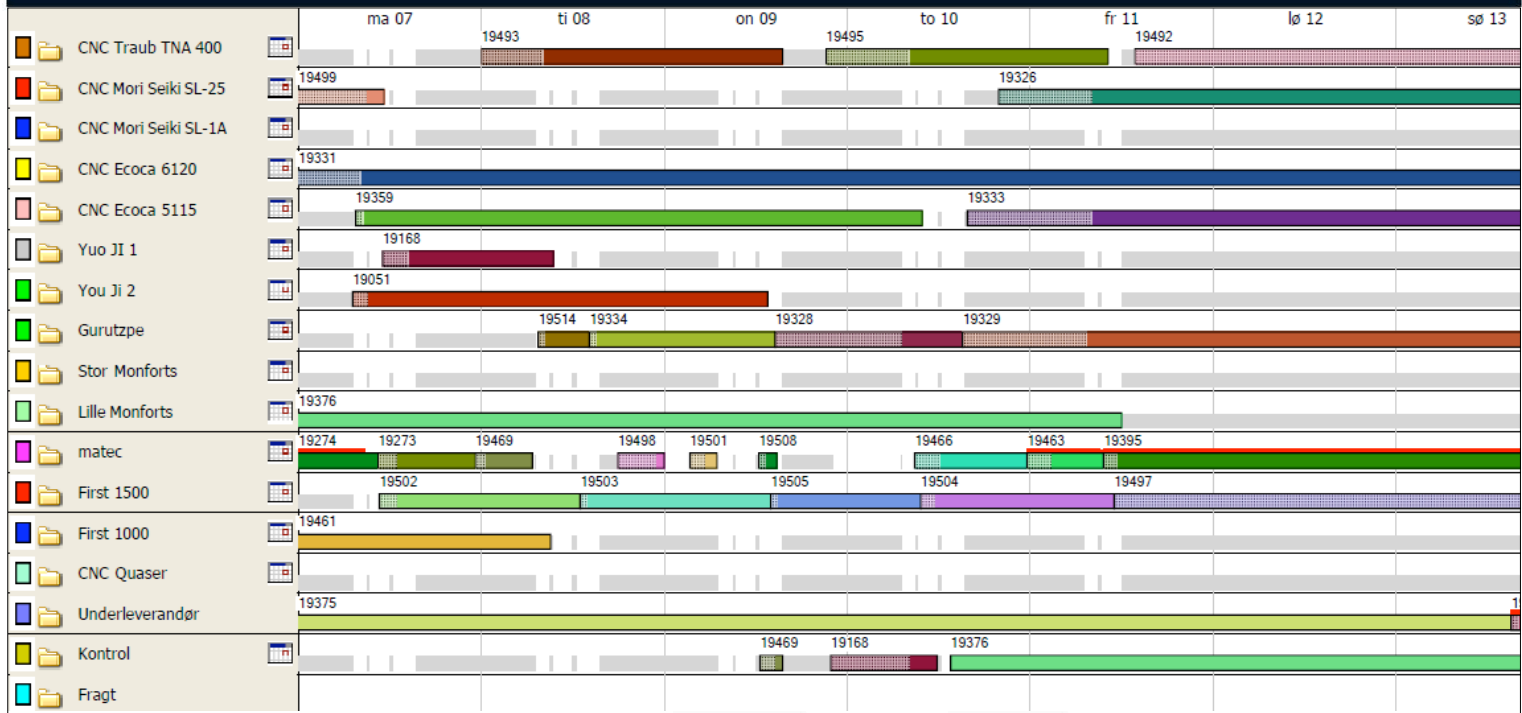 ma 07 ti 08 on 09 to 10 fr 11 lø 12 sø 13
CNC Traub TNA 400 19493 19495 19492
CNC Mori Seiki SL-25 19499 19326
CNC Mori Seiki SL-1A
CNC Ecoca 6120 19331
CNC Ecoca 5115 19359 19333
Yuo JI 1 19168
You Ji 2 19051
Gurutzpe 19514 19334 19328 19329
Stor Monforts
Lille Monforts 19376
matec 19274 19273 19469 19498 19501 19508 19466 19463 19395
First 1500 19502 19503 19505 19504 19497
First 1000 19461
CNC Quaser
Underleverandør 19375
Kontrol 19469 19168 19376
Fragt